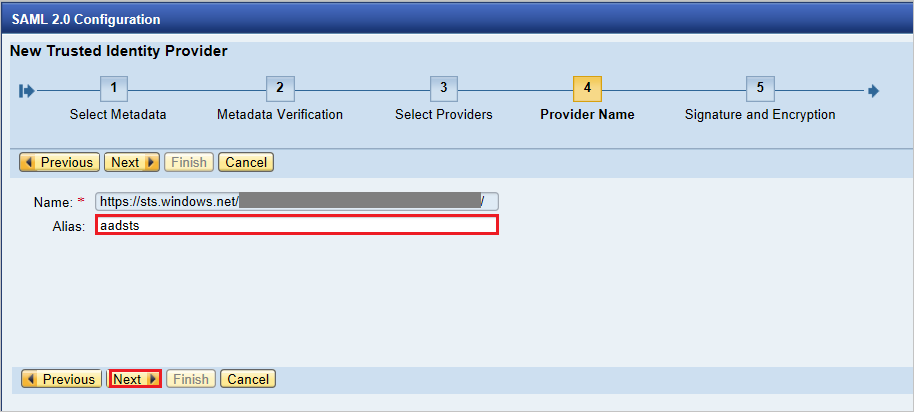 SAML 2.0 Configuration
New Trusted Identity Provider
1 2 3 4 5
Select Metadata Metadata Verification Select Providers Provider Name Signature and Encryption
Previous Next Finish Cancel
Name: * https://sts.windows.net/ /
Alias: aadsts
Previous Next Finish Cancel